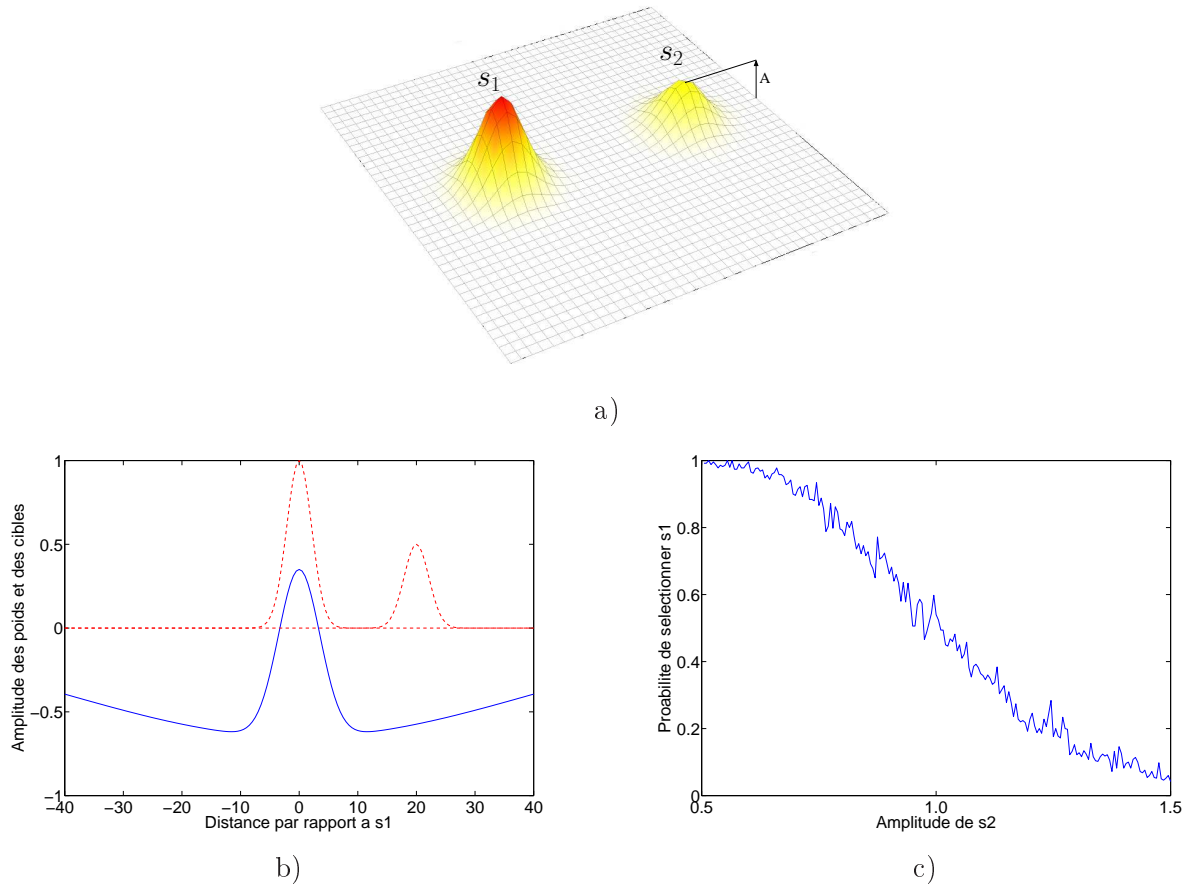 s1
s2
A
a)
Amplitude des poids et des cibles
1
0.5
0
−0.5
−1
−40
−30
−20
−10
0
10
20
30
40
Distance par rapport a s1
b)
Proabilite de selectionner s1
1
0.8
0.6
0.4
0.2
0
0.5
1.0
1.5
Amplitude de s2
c)